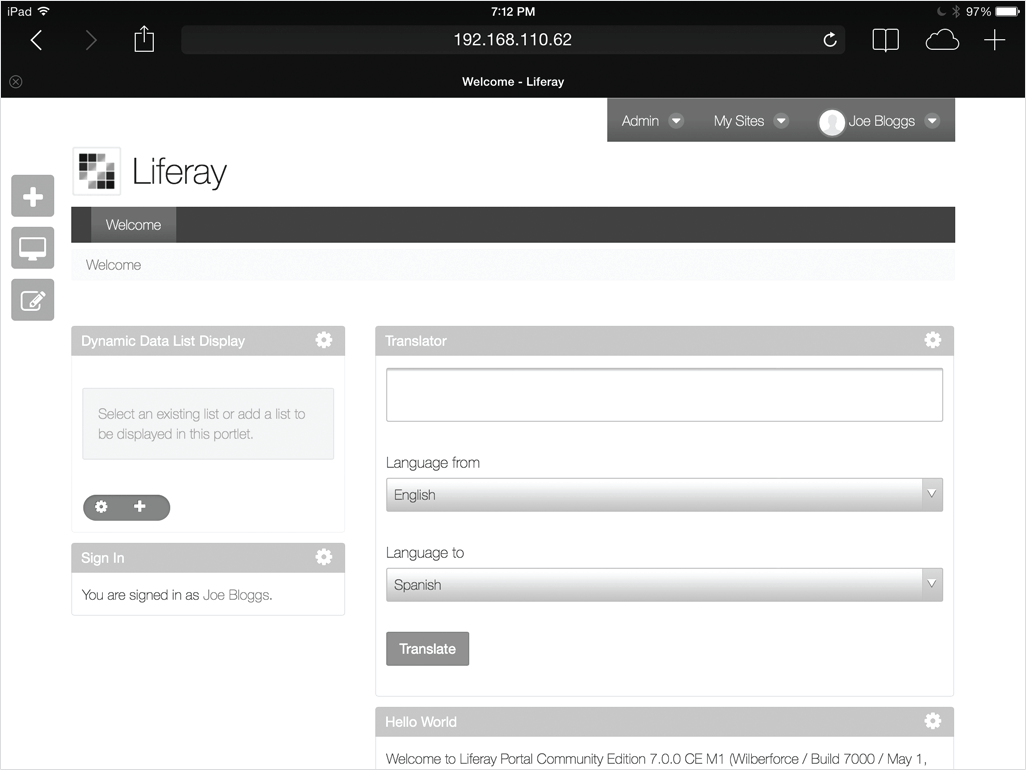 iPad 7:12 PM 97%
192.168.110.62
Welcome - Liferay
Admin My Sites Joe Bloggs
Liferay
Welcome
Welcome
Dynamic Data List Display
Select an existing list or add a list to
be displayed in this portlet.
Sign In
You are signed in as Joe Bloggs.
Translator
Language from
English
Language to
Spanish
Translate
Hello World
Welcome to Liferay Portal Community Edition 7.0.0 CE M1 (Wilberforce / Build 7000 / May 1,